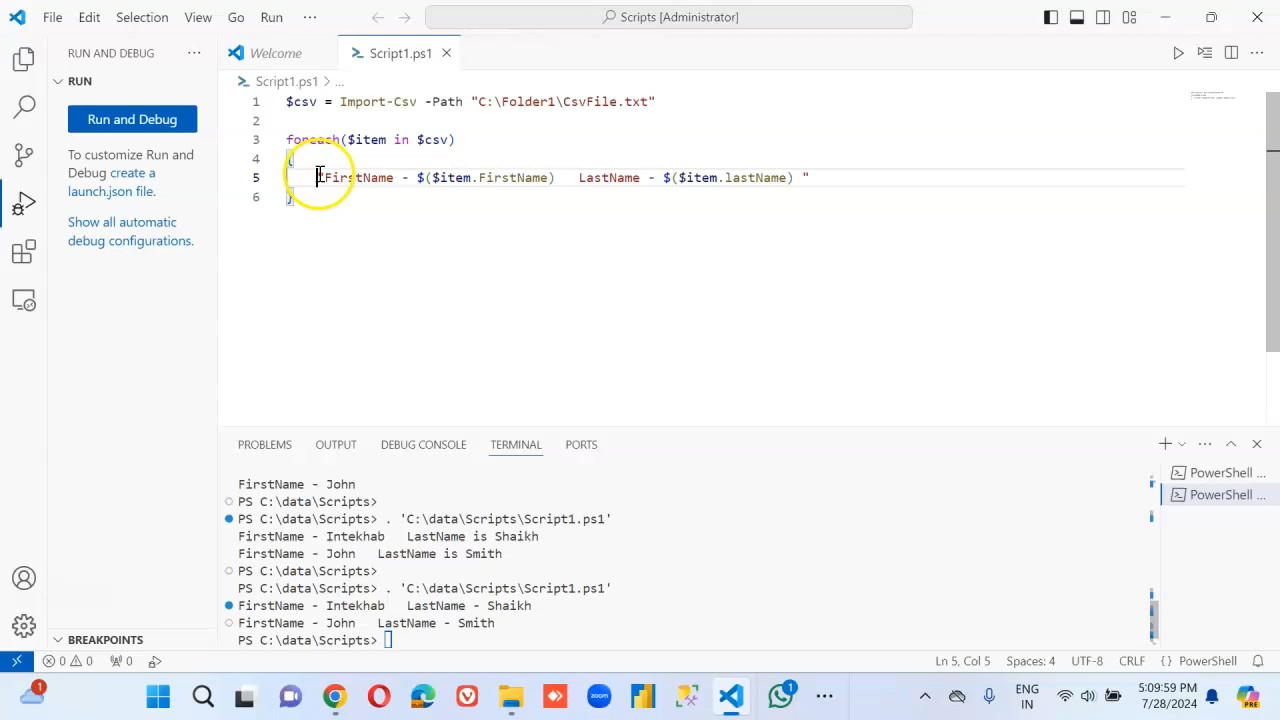 File Edit Selection View Go Run ··· Scripts [Administrator]
RUN AND DEBUG ··· Welcome Script1.ps1
RUN
Script1.ps1 > ...
Run and Debug
To customize Run and
Debug create a
launch.json file.
Show all automatic
debug configurations.
1 $csv = Import-Csv -Path "C:\Folder1\CsvFile.txt"
2
3 foreach($item in $csv)
4 {
5 "FirstName - $($item.FirstName)   LastName - $($item.lastName) "
6 }
PROBLEMS OUTPUT DEBUG CONSOLE TERMINAL PORTS
FirstName - John
PS C:\data\Scripts>
PS C:\data\Scripts> . 'C:\data\Scripts\Script1.ps1'
FirstName - Intekhab   LastName is Shaikh
FirstName - John   LastName is Smith
PS C:\data\Scripts>
PS C:\data\Scripts> . 'C:\data\Scripts\Script1.ps1'
FirstName - Intekhab   LastName - Shaikh
FirstName - John   LastName - Smith
PS C:\data\Scripts>
PowerShell ...
PowerShell ...
BREAKPOINTS
0 0 0 Ln 5, Col 5 Spaces: 4 UTF-8 CRLF { } PowerShell
1 zoom 1 ··· ENG
IN
5:09:59 PM
7/28/2024
PRE